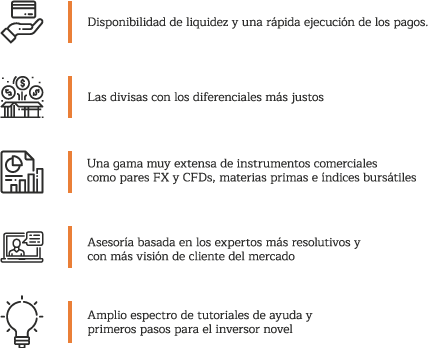 Disponibilidad de liquidez y una rápida ejecución de los pagos.
Las divisas con los diferenciales más justos
Una gama muy extensa de instrumentos comerciales
como pares FX y CFDs, materias primas e índices bursátiles
Asesoría basada en los expertos más resolutivos y
con más visión de cliente del mercado
Amplio espectro de tutoriales de ayuda y
primeros pasos para el inversor novel